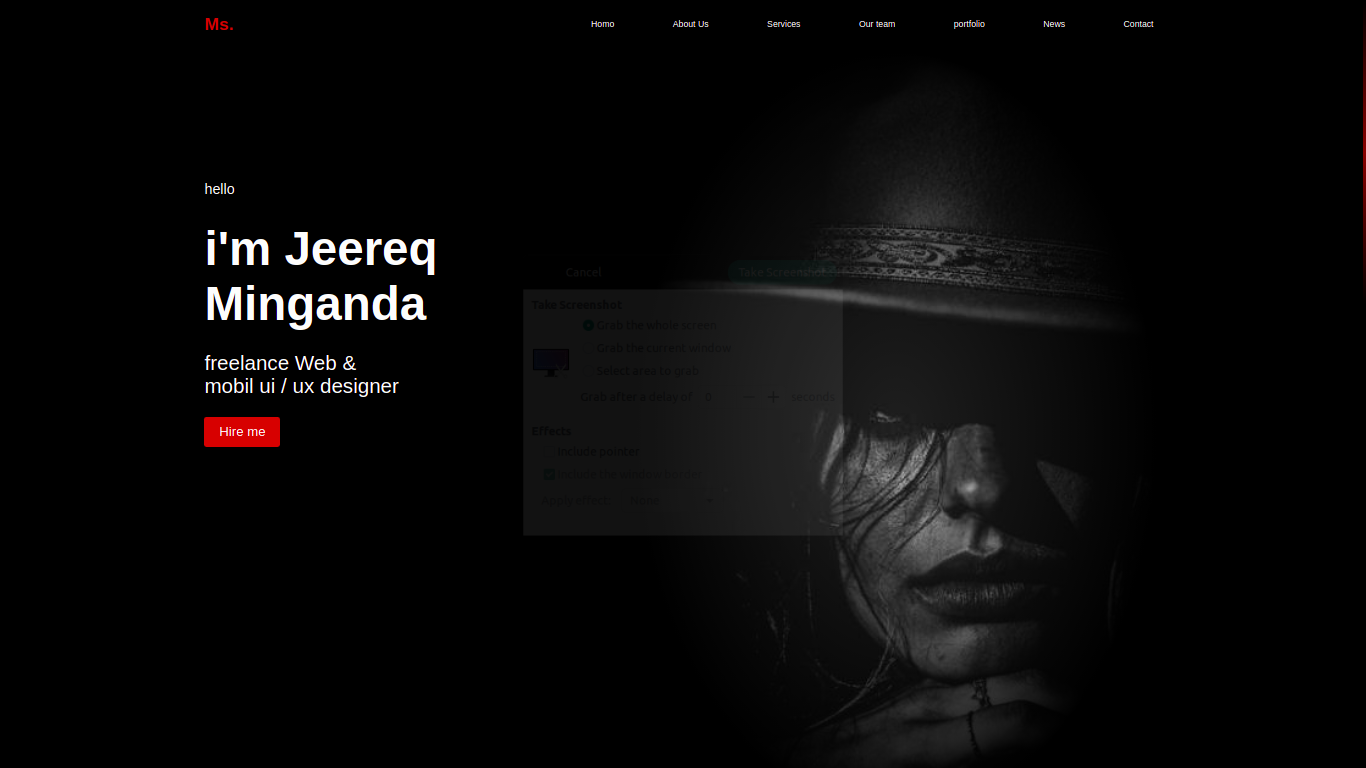 Ms.
Home
About Us
Services
Our team
portfolio
News
Contact
hello
i'm Jeereq
Minganda
freelance Web &
mobil ui / ux designer
Hire me
Cancel
Take Screenshot
Take Screenshot
Grab the whole screen
Grab the current window
Select area to grab
Grab after a delay of 0 seconds
Effects
Include pointer
Include the window border
Apply effect: None